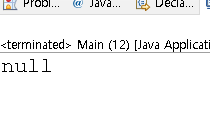 Probl... @ Java... Decla...
<terminated> Main (12) [Java Applicati
null